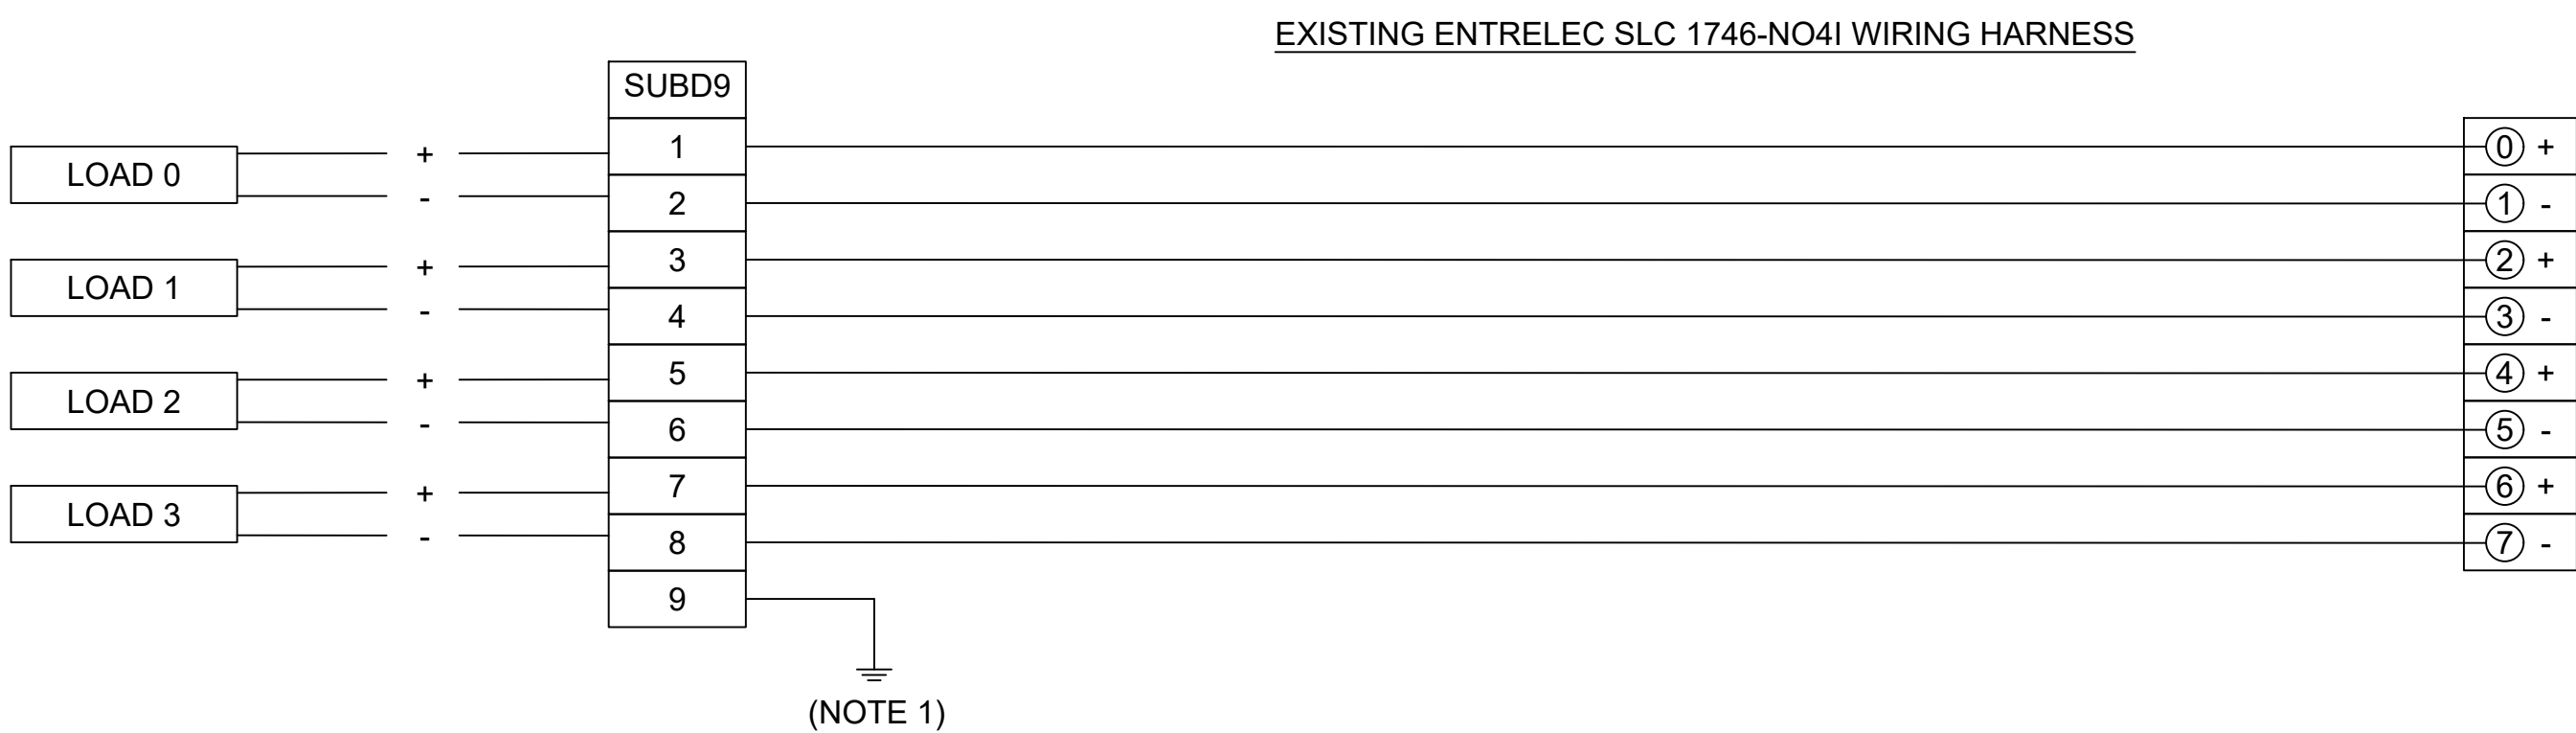 EXISTING ENTRELEC SLC 1746-NO4I WIRING HARNESS
SUBD9
LOAD 0 + 1 0 +
- 2 1 -
LOAD 1 + 3 2 +
- 4 3 -
LOAD 2 + 5 4 +
- 6 5 -
LOAD 3 + 7 6 +
- 8 7 -
9
(NOTE 1)